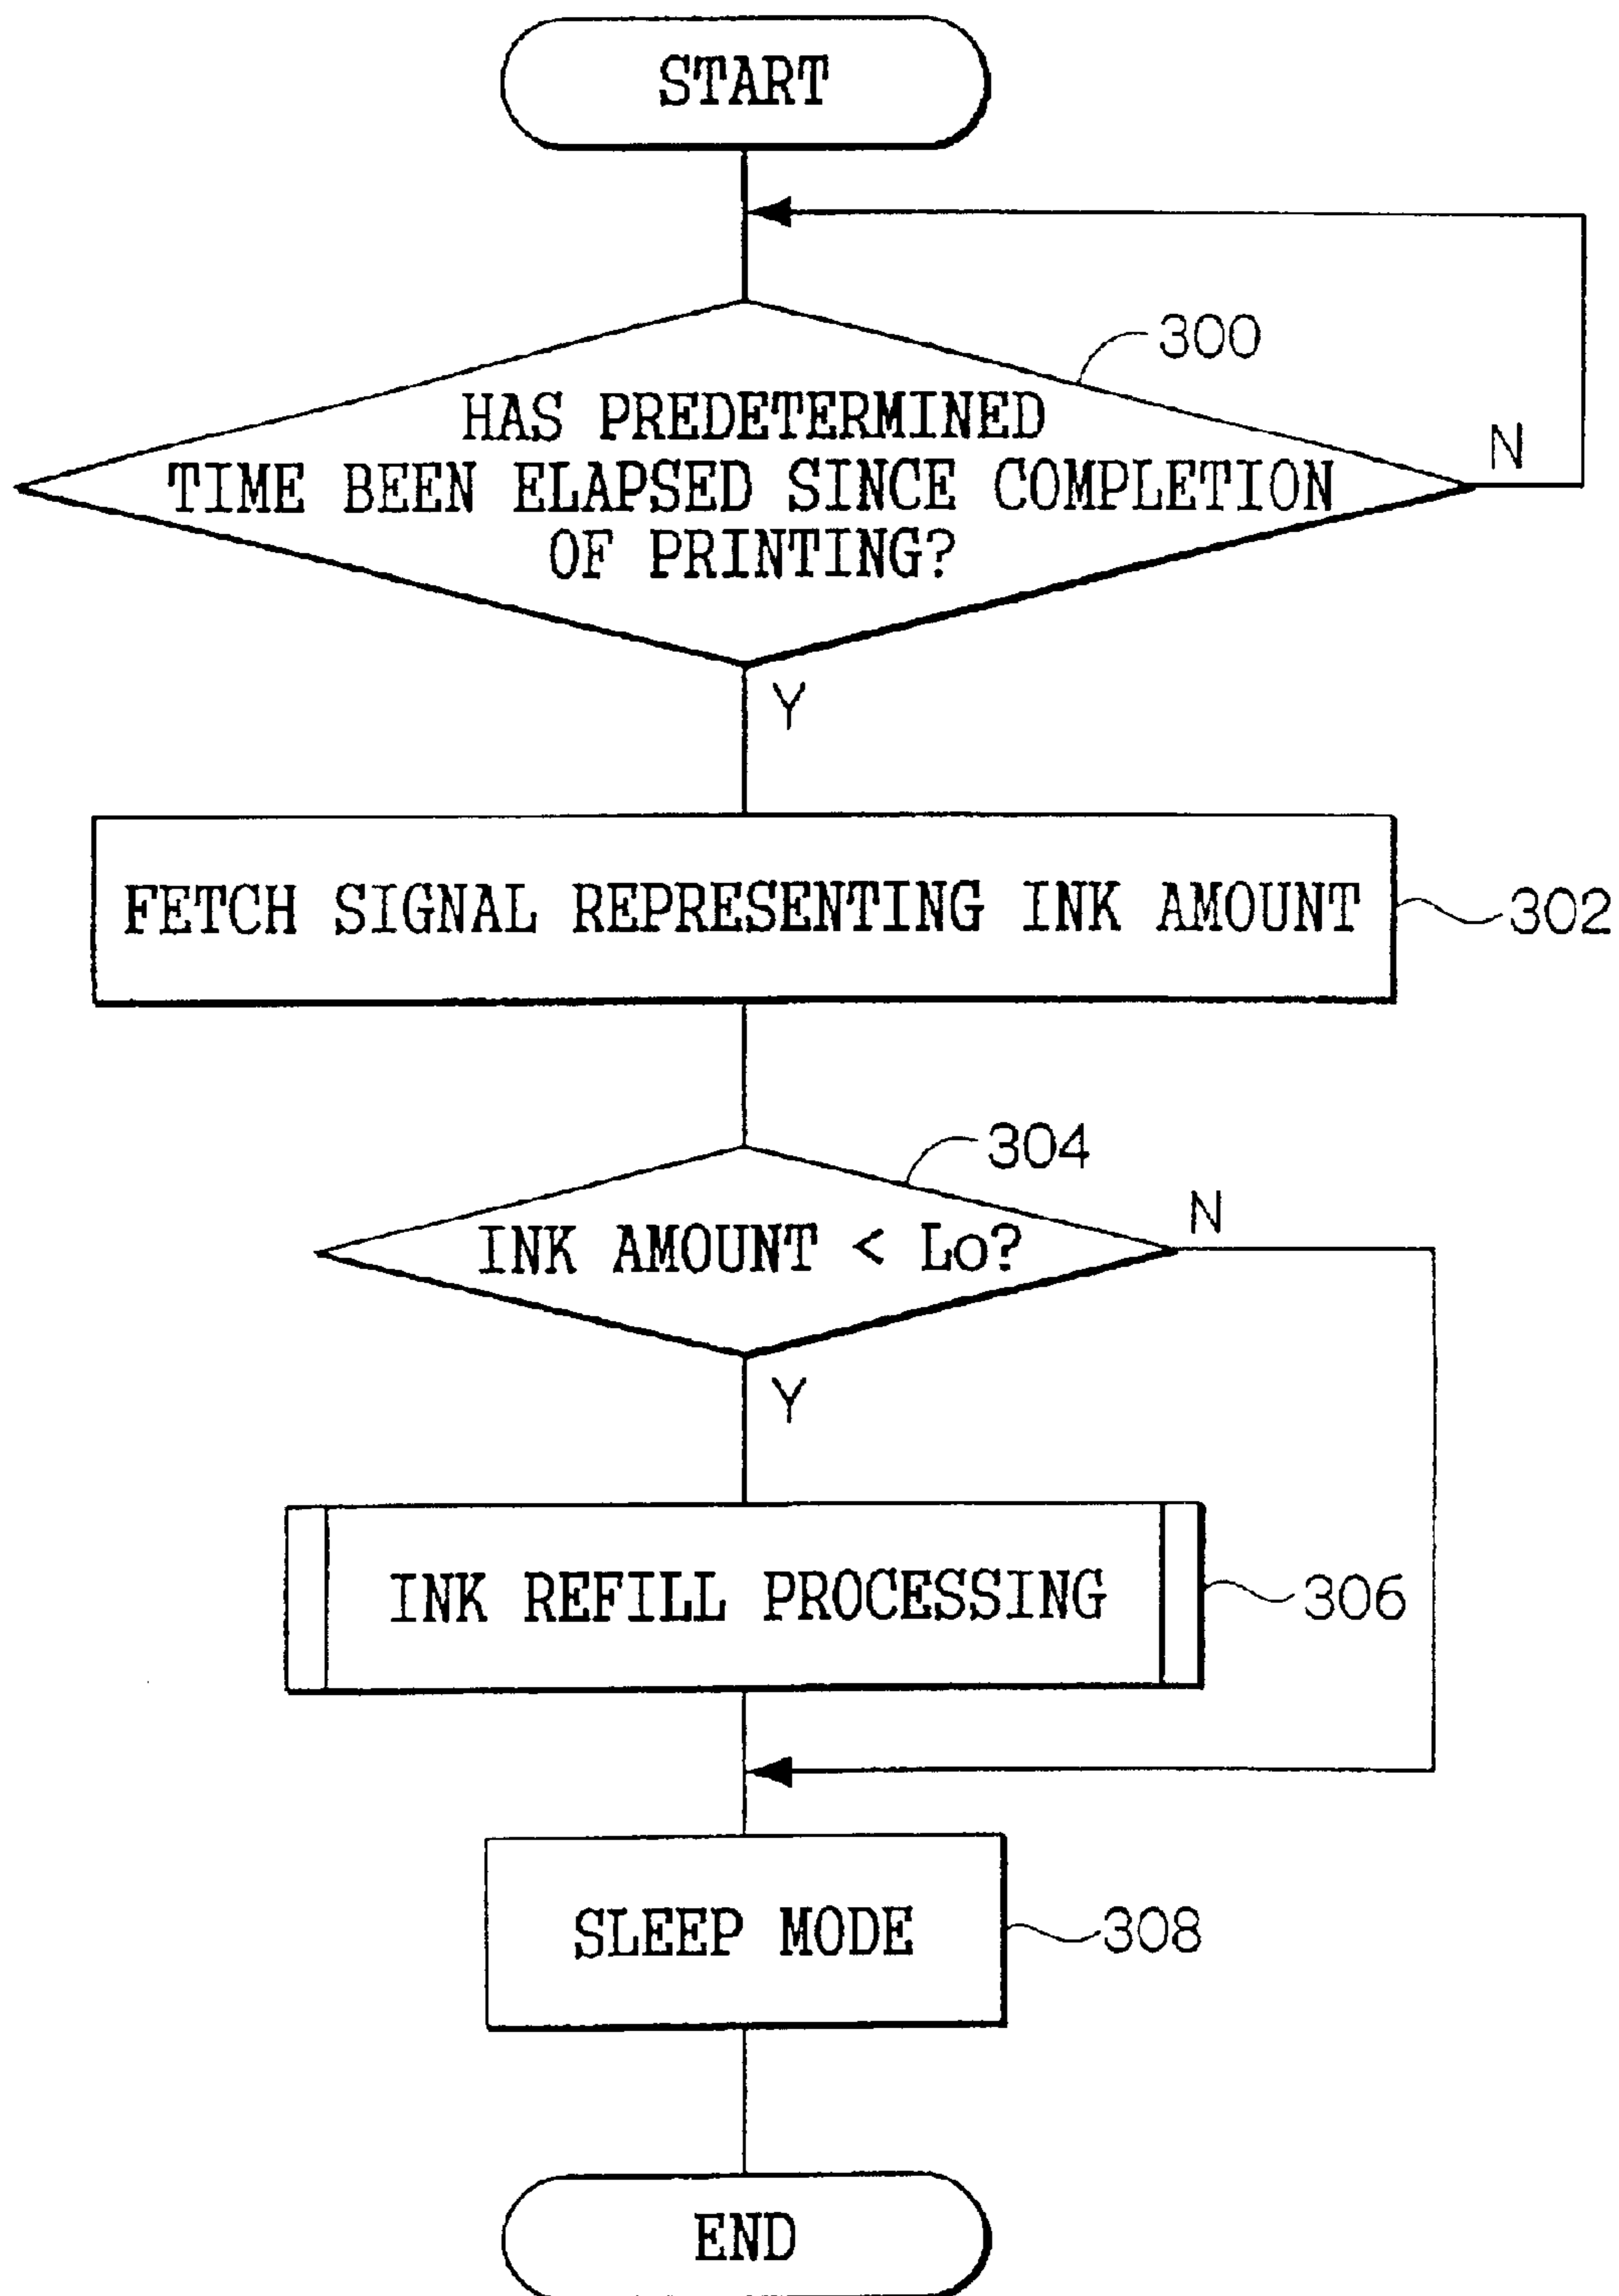 START
300
HAS PREDETERMINED
TIME BEEN ELAPSED SINCE COMPLETION
OF PRINTING?
N
Y
FETCH SIGNAL REPRESENTING INK AMOUNT
302
304
INK AMOUNT < Lo?
N
Y
INK REFILL PROCESSING
306
SLEEP MODE
308
END